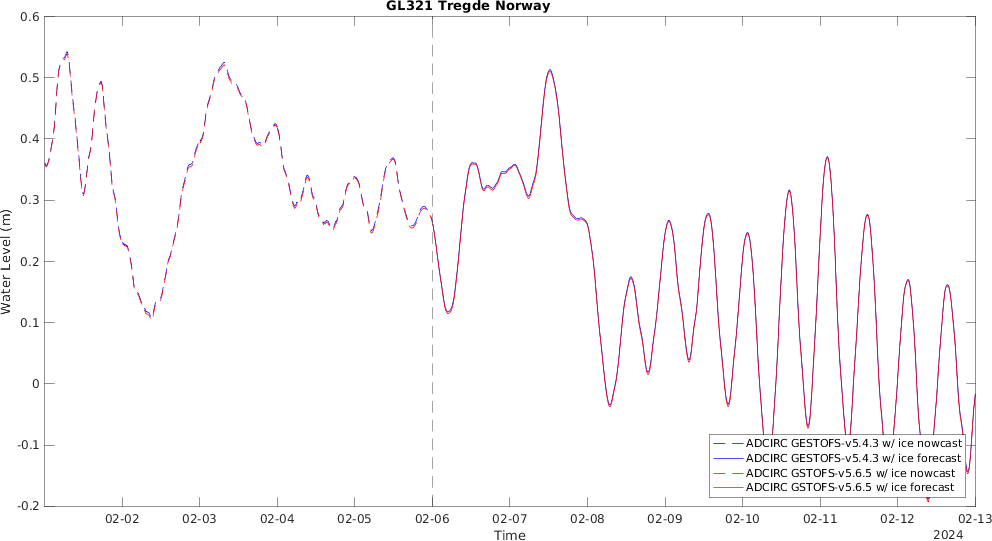 GL321 Tregde Norway
0.6
0.5
0.4
0.3
0.2
0.1
0
-0.1
-0.2
Water Level (m)
ADCIRC GESTOFS-v5.4.3 w/ ice nowcast
ADCIRC GESTOFS-v5.4.3 w/ ice forecast
ADCIRC GSTOFS-v5.6.5 w/ ice nowcast
ADCIRC GSTOFS-v5.6.5 w/ ice forecast
02-02 02-03 02-04 02-05 02-06 02-07 02-08 02-09 02-10 02-11 02-12 02-13
Time
2024